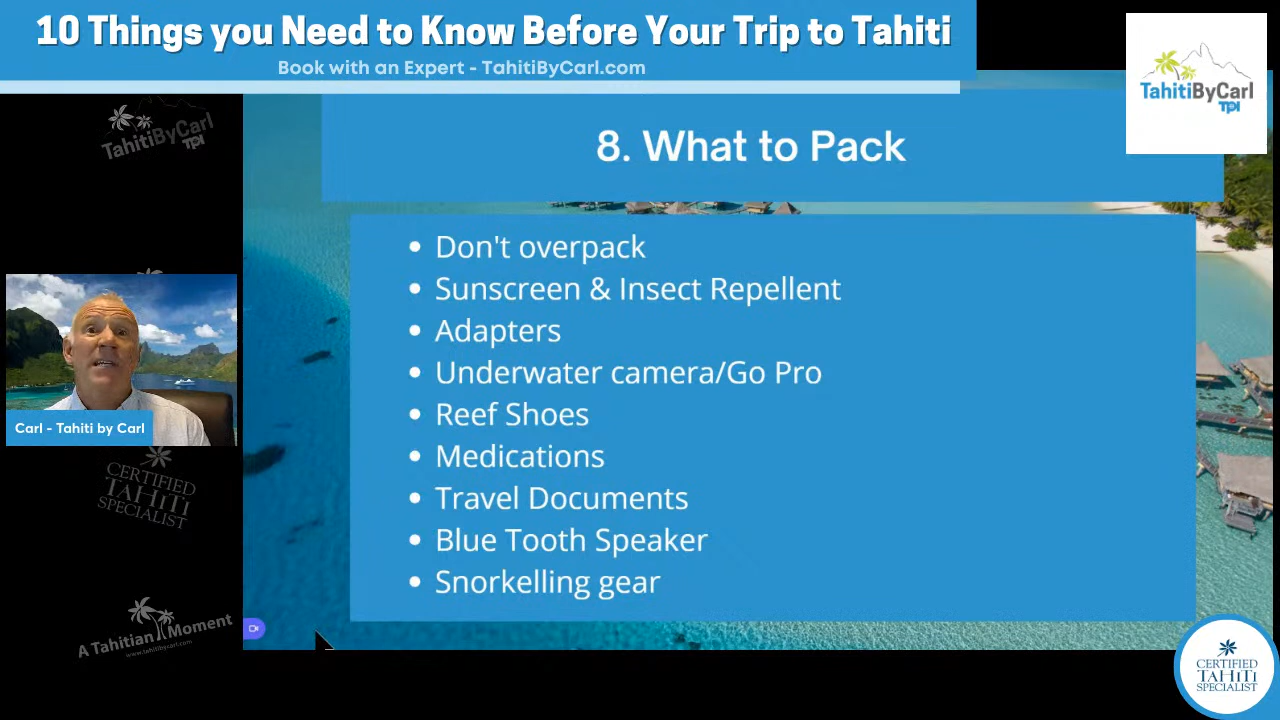 10 Things you Need to Know Before Your Trip to Tahiti
Book with an Expert - TahitiByCarl.com
TahitiByCarl
TPI
TahitiByCarl
TPI
8. What to Pack
• Don't overpack
• Sunscreen & Insect Repellent
• Adapters
• Underwater camera/Go Pro
• Reef Shoes
• Medications
• Travel Documents
• Blue Tooth Speaker
• Snorkelling gear
Carl - Tahiti by Carl
CERTIFIED
TAHITI
SPECIALIST
A Tahitian Moment
www.tahitibycarl.com
CERTIFIED
TAHITI
SPECIALIST